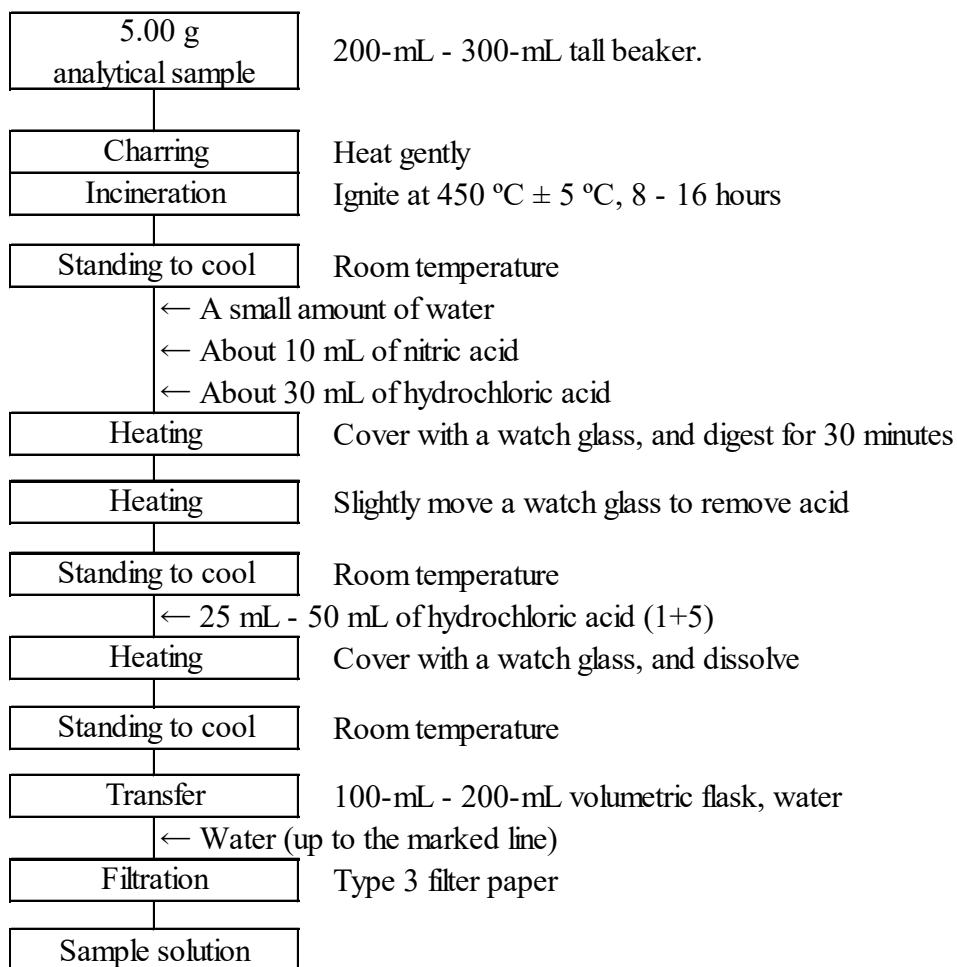 5.00 g
analytical sample
200-mL - 300-mL tall beaker.
Charring
Heat gently
Incineration
Ignite at 450 ºC ± 5 ºC, 8 - 16 hours
Standing to cool
Room temperature
← A small amount of water
← About 10 mL of nitric acid
← About 30 mL of hydrochloric acid
Heating
Cover with a watch glass, and digest for 30 minutes
Heating
Slightly move a watch glass to remove acid
Standing to cool
Room temperature
← 25 mL - 50 mL of hydrochloric acid (1+5)
Heating
Cover with a watch glass, and dissolve
Standing to cool
Room temperature
Transfer
100-mL - 200-mL volumetric flask, water
← Water (up to the marked line)
Filtration
Type 3 filter paper
Sample solution